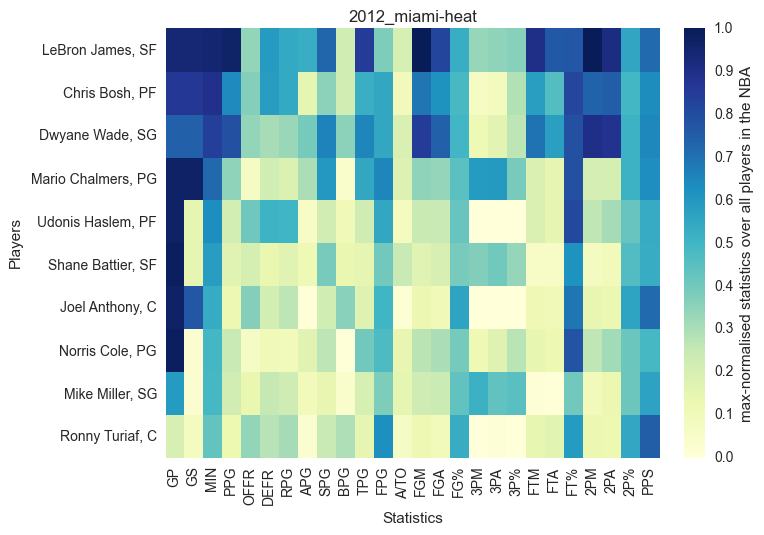 2012_miami-heat
Players
LeBron James, SF
Chris Bosh, PF
Dwyane Wade, SG
Mario Chalmers, PG
Udonis Haslem, PF
Shane Battier, SF
Joel Anthony, C
Norris Cole, PG
Mike Miller, SG
Ronny Turiaf, C
GP GS MIN PPG OFFR DEFR RPG APG SPG BPG TPG FPG A/TO FGM FGA FG% 3PM 3PA 3P% FTM FTA FT% 2PM 2PA 2P% PPS
Statistics
1.0
0.9
0.8
0.7
0.6
0.5
0.4
0.3
0.2
0.1
0.0
max-normalised statistics over all players in the NBA